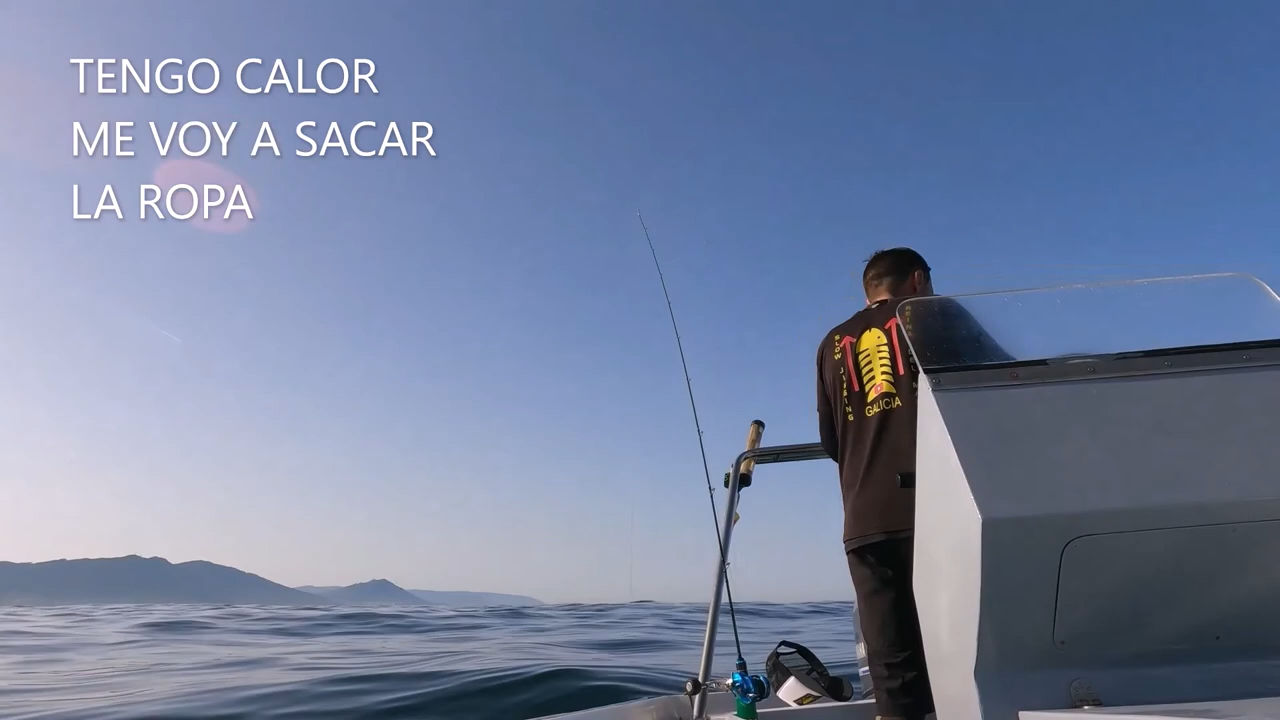 TENGO CALOR
ME VOY A SACAR
LA ROPA
SLOW JIGGING
GALICIA